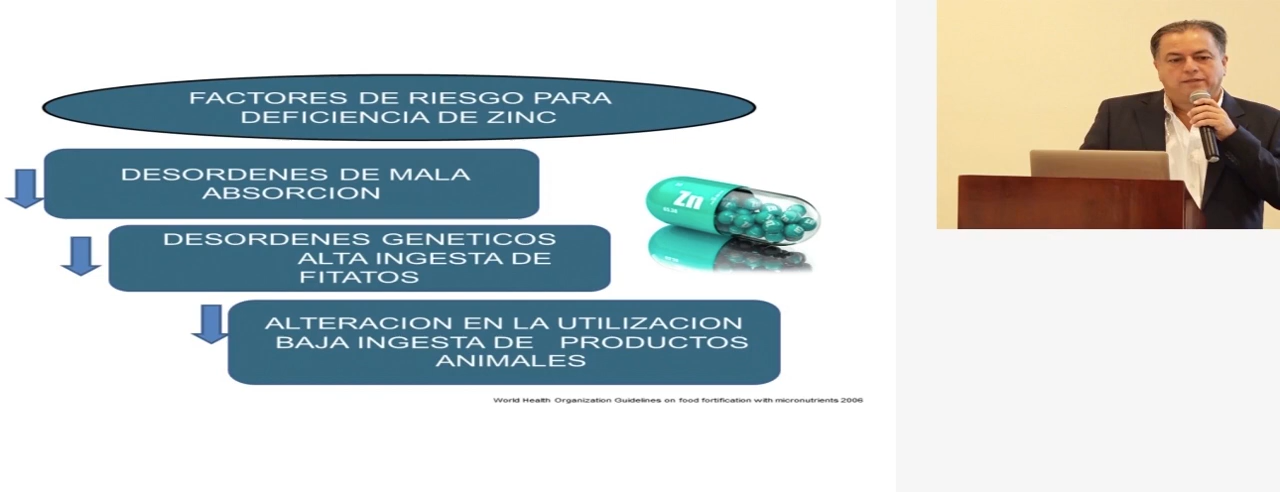 FACTORES DE RIESGO PARA
DEFICIENCIA DE ZINC
DESORDENES DE MALA
ABSORCION
DESORDENES GENETICOS
ALTA INGESTA DE
FITATOS
Zn
ALTERACION EN LA UTILIZACION
BAJA INGESTA DE PRODUCTOS
ANIMALES
World Health Organization Guidelines on food fortification with micronutrients 2006